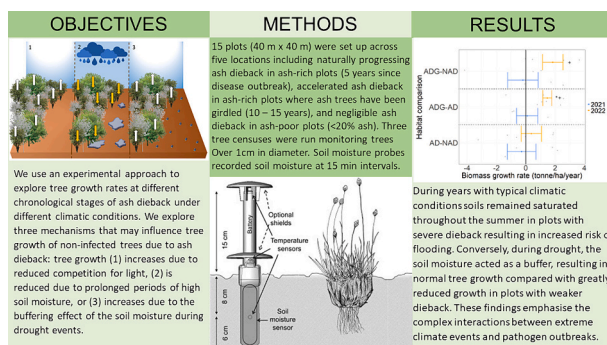 OBJECTIVES
1
2
3
We use an experimental approach to
explore tree growth rates at different
chronological stages of ash dieback under
different climatic conditions. We explore
three mechanisms that may influence tree
growth of non-infected trees due to ash
dieback: tree growth (1) increases due to
reduced competition for light, (2) is
reduced due to prolonged periods of high
soil moisture, or (3) increases due to the
buffering effect of the soil moisture during
drought events.
METHODS
15 plots (40 m x 40 m) were set up across
five locations including naturally progressing
ash dieback in ash-rich plots (5 years since
disease outbreak), accelerated ash dieback
in ash-rich plots where ash trees have been
girdled (10 – 15 years), and negligible ash
dieback in ash-poor plots (<20% ash). Three
tree censuses were run monitoring trees
Over 1cm in diameter. Soil moisture probes
recorded soil moisture at 15 min intervals.
15 cm
8 cm
6 cm
Battery
Optional
shields
Temperature
sensors
Soil
moisture
sensor
RESULTS
Habitat comparison
ADG-NAD
ADG-AD
AD-NAD
-5
0
5
Biomass growth rate (tonne/ha/year)
2021
2022
During years with typical climatic
conditions soils remained saturated
throughout the summer in plots with
severe dieback resulting in increased risk o
flooding. Conversely, during drought, the
soil moisture acted as a buffer, resulting in
normal tree growth compared with greatly
reduced growth in plots with weaker
dieback. These findings emphasise the
complex interactions between extreme
climate events and pathogen outbreaks.